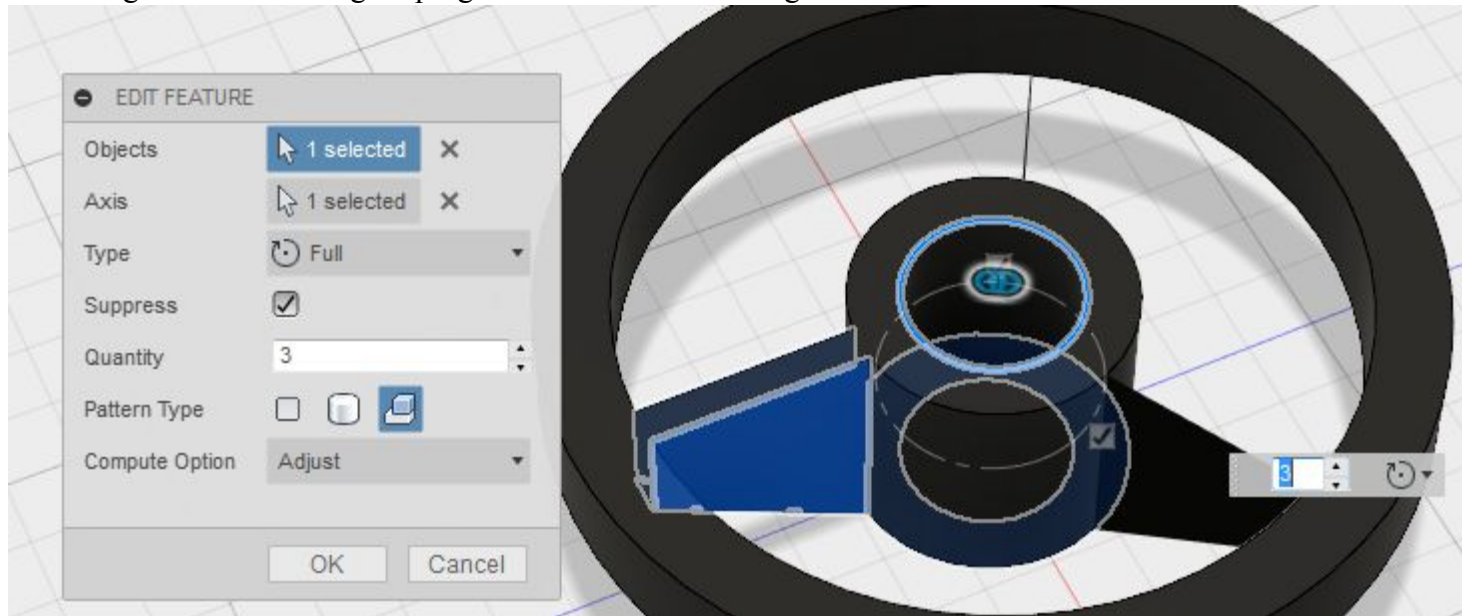 EDIT FEATURE
Objects 1 selected
Axis 1 selected
Type Full
Suppress
Quantity 3
Pattern Type
Compute Option Adjust
3
OK Cancel